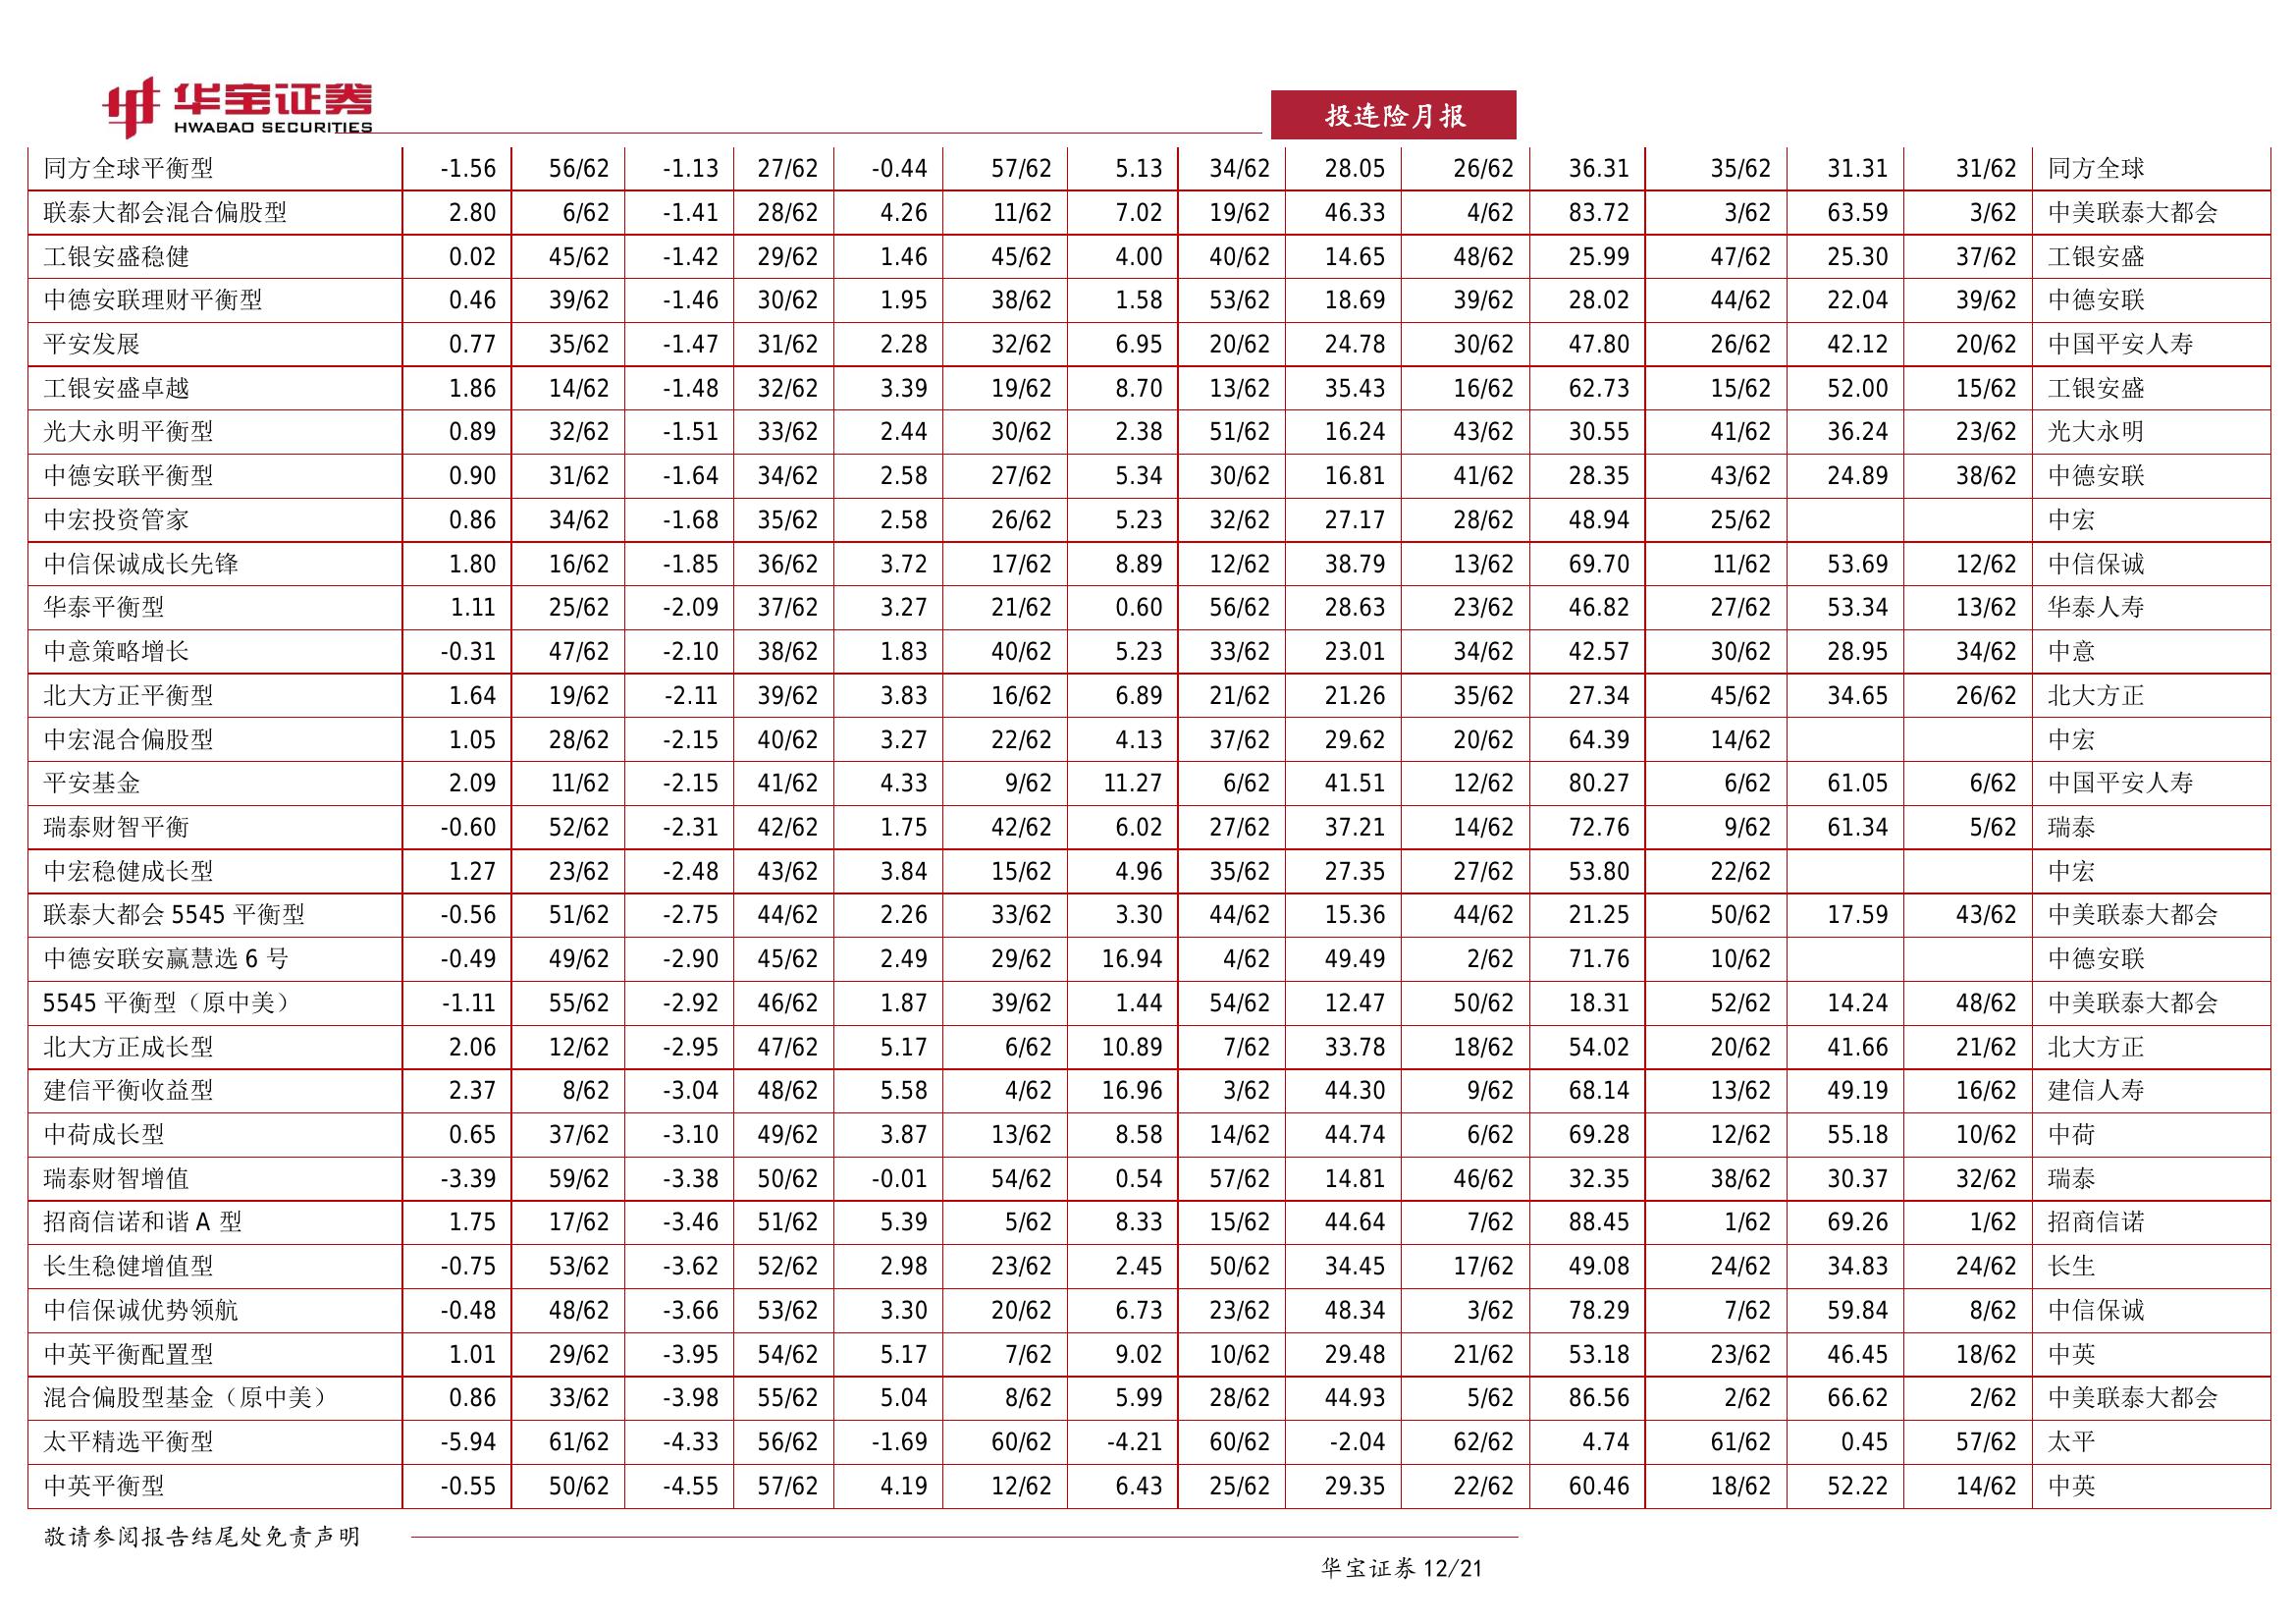 华宝证券
HWABAO SECURITIES
投连险月报
同方全球平衡型 -1.56 56/62 -1.13 27/62 -0.44 57/62 5.13 34/62 28.05 26/62 36.31 35/62 31.31 31/62 同方全球
联泰大都会混合偏股型 2.80 6/62 -1.41 28/62 4.26 11/62 7.02 19/62 46.33 4/62 83.72 3/62 63.59 3/62 中美联泰大都会
工银安盛稳健 0.02 45/62 -1.42 29/62 1.46 45/62 4.00 40/62 14.65 48/62 25.99 47/62 25.30 37/62 工银安盛
中德安联理财平衡型 0.46 39/62 -1.46 30/62 1.95 38/62 1.58 53/62 18.69 39/62 28.02 44/62 22.04 39/62 中德安联
平安发展 0.77 35/62 -1.47 31/62 2.28 32/62 6.95 20/62 24.78 30/62 47.80 26/62 42.12 20/62 中国平安人寿
工银安盛卓越 1.86 14/62 -1.48 32/62 3.39 19/62 8.70 13/62 35.43 16/62 62.73 15/62 52.00 15/62 工银安盛
光大永明平衡型 0.89 32/62 -1.51 33/62 2.44 30/62 2.38 51/62 16.24 43/62 30.55 41/62 36.24 23/62 光大永明
中德安联平衡型 0.90 31/62 -1.64 34/62 2.58 27/62 5.34 30/62 16.81 41/62 28.35 43/62 24.89 38/62 中德安联
中宏投资管家 0.86 34/62 -1.68 35/62 2.58 26/62 5.23 32/62 27.17 28/62 48.94 25/62 中宏
中信保诚成长先锋 1.80 16/62 -1.85 36/62 3.72 17/62 8.89 12/62 38.79 13/62 69.70 11/62 53.69 12/62 中信保诚
华泰平衡型 1.11 25/62 -2.09 37/62 3.27 21/62 0.60 56/62 28.63 23/62 46.82 27/62 53.34 13/62 华泰人寿
中意策略增长 -0.31 47/62 -2.10 38/62 1.83 40/62 5.23 33/62 23.01 34/62 42.57 30/62 28.95 34/62 中意
北大方正平衡型 1.64 19/62 -2.11 39/62 3.83 16/62 6.89 21/62 21.26 35/62 27.34 45/62 34.65 26/62 北大方正
中宏混合偏股型 1.05 28/62 -2.15 40/62 3.27 22/62 4.13 37/62 29.62 20/62 64.39 14/62 中宏
平安基金 2.09 11/62 -2.15 41/62 4.33 9/62 11.27 6/62 41.51 12/62 80.27 6/62 61.05 6/62 中国平安人寿
瑞泰财智平衡 -0.60 52/62 -2.31 42/62 1.75 42/62 6.02 27/62 37.21 14/62 72.76 9/62 61.34 5/62 瑞泰
中宏稳健成长型 1.27 23/62 -2.48 43/62 3.84 15/62 4.96 35/62 27.35 27/62 53.80 22/62 中宏
联泰大都会 5545 平衡型 -0.56 51/62 -2.75 44/62 2.26 33/62 3.30 44/62 15.36 44/62 21.25 50/62 17.59 43/62 中美联泰大都会
中德安联安赢慧选 6 号 -0.49 49/62 -2.90 45/62 2.49 29/62 16.94 4/62 49.49 2/62 71.76 10/62 中德安联
5545 平衡型（原中美） -1.11 55/62 -2.92 46/62 1.87 39/62 1.44 54/62 12.47 50/62 18.31 52/62 14.24 48/62 中美联泰大都会
北大方正成长型 2.06 12/62 -2.95 47/62 5.17 6/62 10.89 7/62 33.78 18/62 54.02 20/62 41.66 21/62 北大方正
建信平衡收益型 2.37 8/62 -3.04 48/62 5.58 4/62 16.96 3/62 44.30 9/62 68.14 13/62 49.19 16/62 建信人寿
中荷成长型 0.65 37/62 -3.10 49/62 3.87 13/62 8.58 14/62 44.74 6/62 69.28 12/62 55.18 10/62 中荷
瑞泰财智增值 -3.39 59/62 -3.38 50/62 -0.01 54/62 0.54 57/62 14.81 46/62 32.35 38/62 30.37 32/62 瑞泰
招商信诺和谐 A 型 1.75 17/62 -3.46 51/62 5.39 5/62 8.33 15/62 44.64 7/62 88.45 1/62 69.26 1/62 招商信诺
长生稳健增值型 -0.75 53/62 -3.62 52/62 2.98 23/62 2.45 50/62 34.45 17/62 49.08 24/62 34.83 24/62 长生
中信保诚优势领航 -0.48 48/62 -3.66 53/62 3.30 20/62 6.73 23/62 48.34 3/62 78.29 7/62 59.84 8/62 中信保诚
中英平衡配置型 1.01 29/62 -3.95 54/62 5.17 7/62 9.02 10/62 29.48 21/62 53.18 23/62 46.45 18/62 中英
混合偏股型基金（原中美） 0.86 33/62 -3.98 55/62 5.04 8/62 5.99 28/62 44.93 5/62 86.56 2/62 66.62 2/62 中美联泰大都会
太平精选平衡型 -5.94 61/62 -4.33 56/62 -1.69 60/62 -4.21 60/62 -2.04 62/62 4.74 61/62 0.45 57/62 太平
中英平衡型 -0.55 50/62 -4.55 57/62 4.19 12/62 6.43 25/62 29.35 22/62 60.46 18/62 52.22 14/62 中英
敬请参阅报告结尾处免责声明
华宝证券 12/21